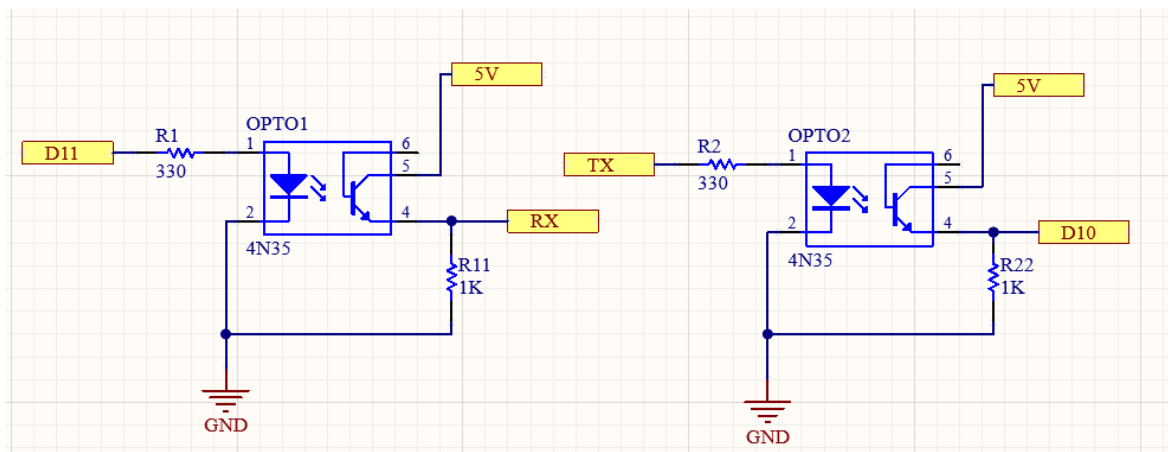 5V
OPTO1
D11
R1
330
1
6
5
2
4
4N35
RX
R11
1K
GND
5V
OPTO2
TX
R2
330
1
6
5
2
4
4N35
D10
R22
1K
GND